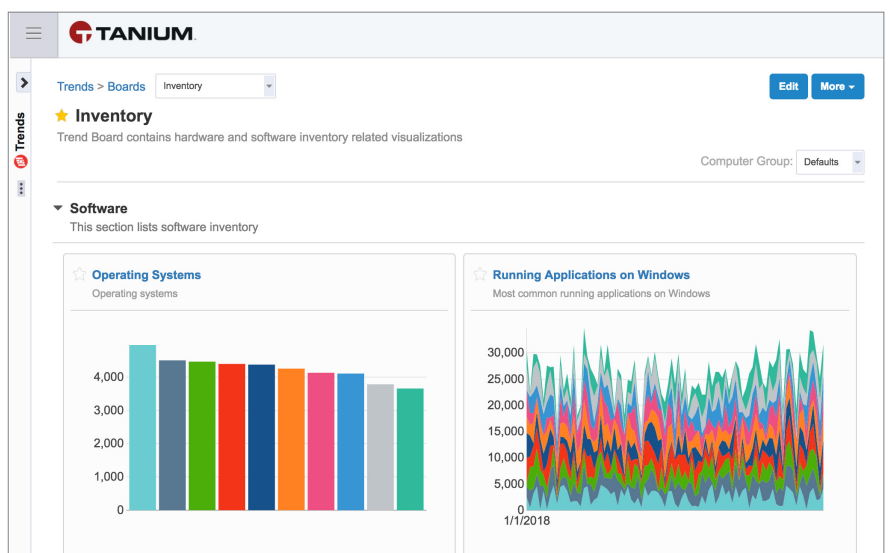 TANIUM
Trends > Boards Inventory
Edit More
Trends
Inventory
Trend Board contains hardware and software inventory related visualizations
Computer Group: Defaults
Software
This section lists software inventory
Operating Systems
Operating systems
4,000
3,000
2,000
1,000
0
Running Applications on Windows
Most common running applications on Windows
30,000
25,000
20,000
15,000
10,000
5,000
0
1/1/2018